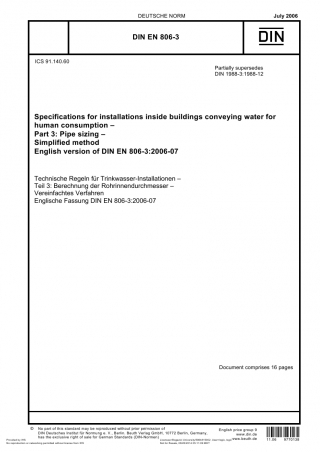 DEUTSCHE NORM
July 2006
DIN EN 806-3
DIN
ICS 91.140.60
Partially supersedes
DIN 1988-3:1988-12
Specifications for installations inside buildings conveying water for
human consumption –
Part 3: Pipe sizing –
Simplified method
English version of DIN EN 806-3:2006-07
Technische Regeln für Trinkwasser-Installationen –
Teil 3: Berechnung der Rohrinnendurchmesser –
Vereinfachtes Verfahren
Englische Fassung DIN EN 806-3:2006-07
Document comprises 16 pages
© No part of this standard may be reproduced without prior permission of
DIN Deutsches Institut für Normung e. V., Berlin. Beuth Verlag GmbH, 10772 Berlin, Germany,
has the exclusive right of sale for German Standards (DIN-Normen).
English price group 9
www.din.de
www.beuth.de
11.06 9770138